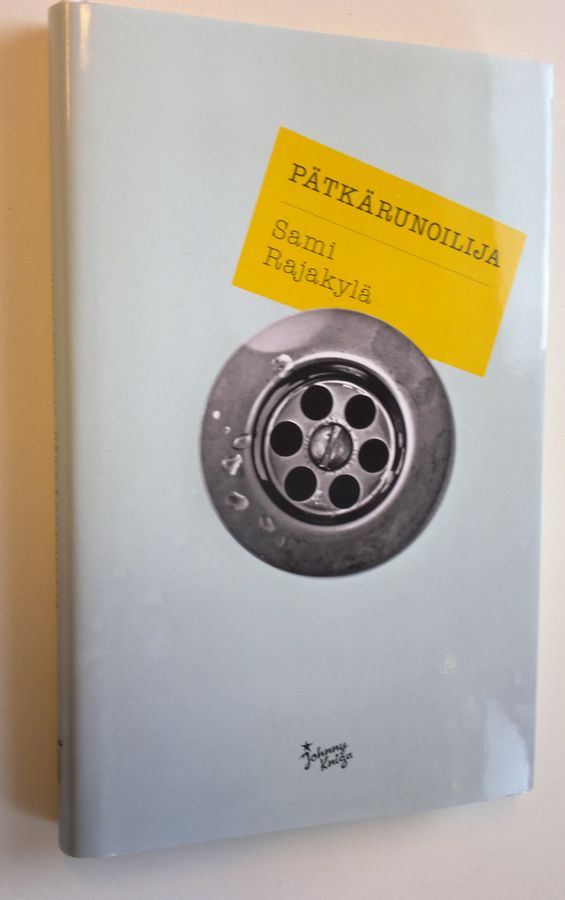 PÄTKÄRUNOILIJA
Sami
Rajakylä
Johnny
Kniga